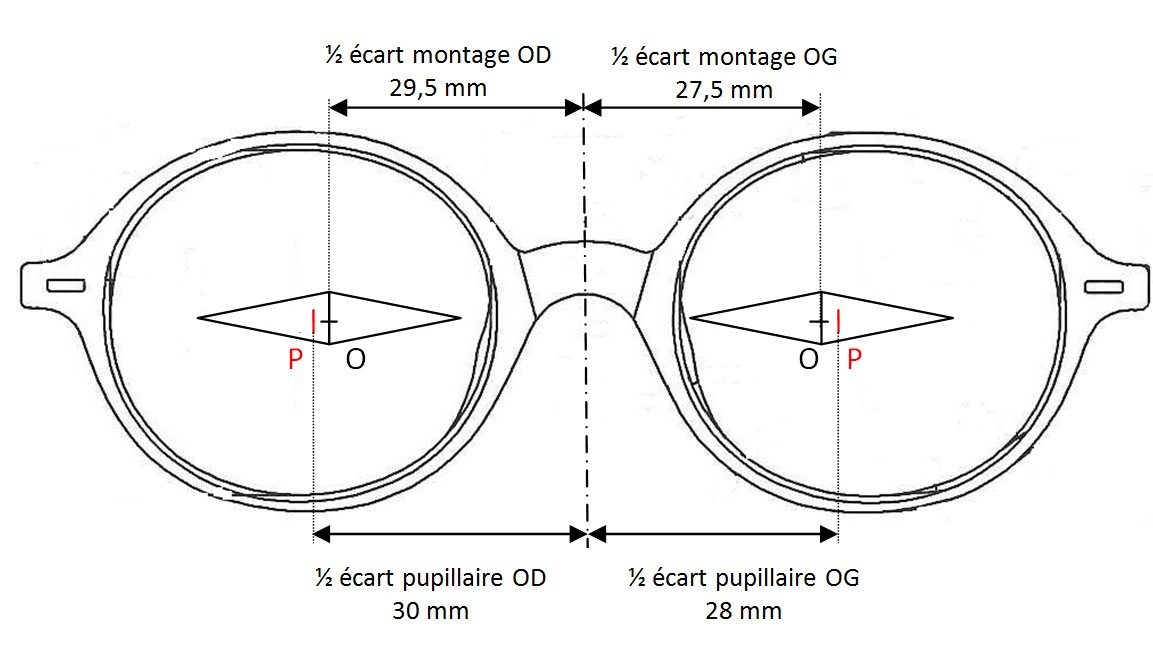 ½ écart montage OD
29,5 mm
½ écart montage OG
27,5 mm
I
P
O
I
O
P
½ écart pupillaire OD
30 mm
½ écart pupillaire OG
28 mm